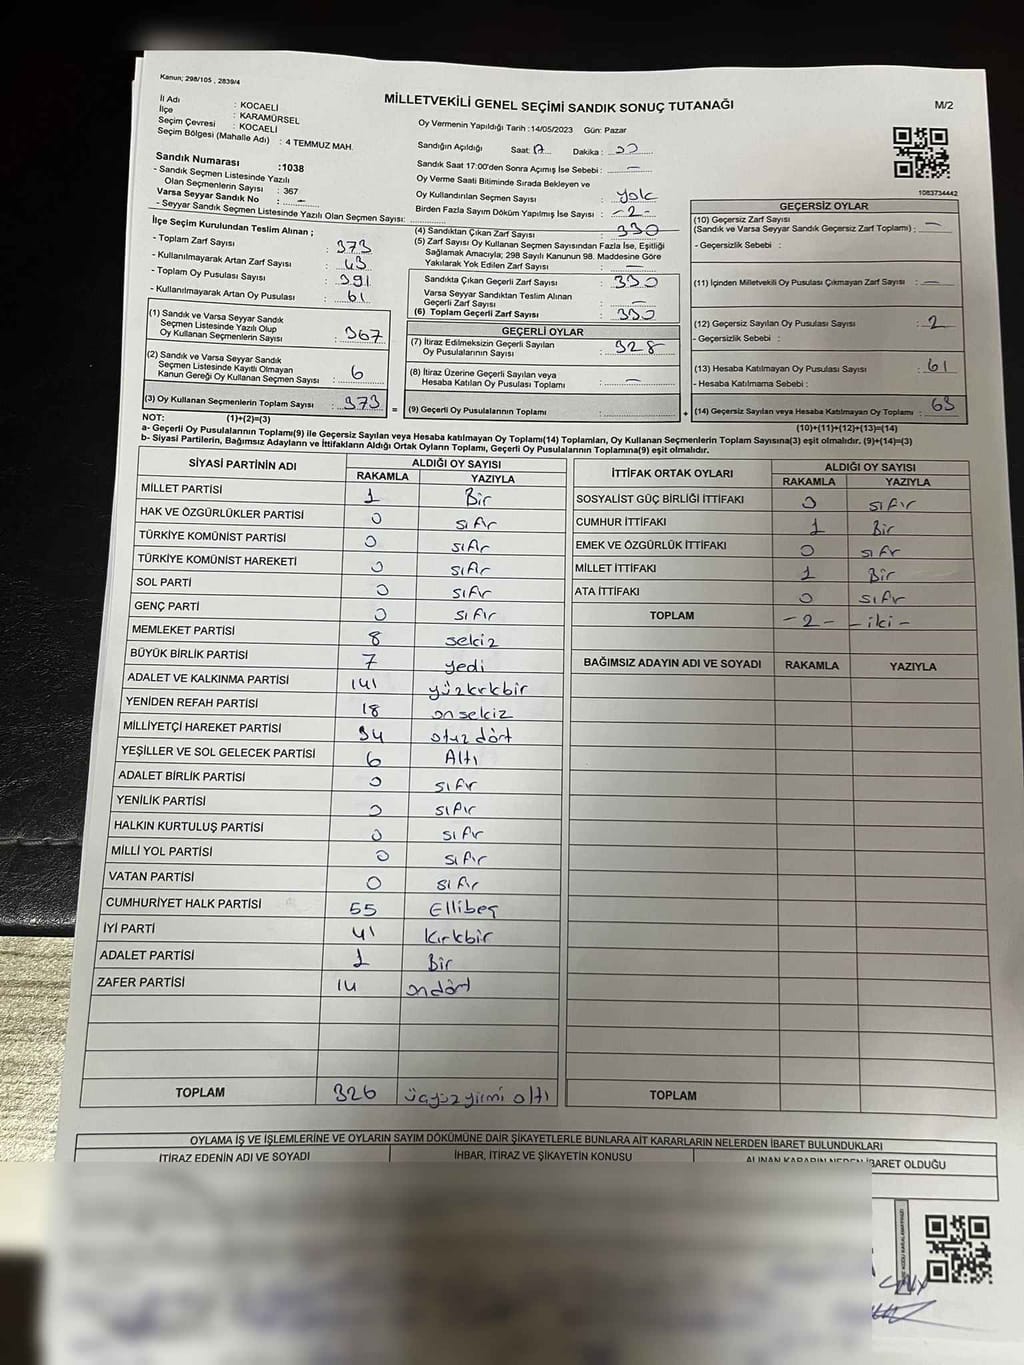 Kanun; 298/105 , 2839/4
MİLLETVEKİLİ GENEL SEÇİMİ SANDIK SONUÇ TUTANAĞI
M/2
İl Adı : KOCAELİ
İlçe : KARAMÜRSEL
Seçim Çevresi : KOCAELİ
Seçim Bölgesi (Mahalle Adı) : 4 TEMMUZ MAH.
Sandık Numarası :1038
- Sandık Seçmen Listesinde Yazılı
Olan Seçmenlerin Sayısı : 367
Varsa Seyyar Sandık No : –
- Seyyar Sandık Seçmen Listesinde Yazılı Olan Seçmen Sayısı:
İlçe Seçim Kurulundan Teslim Alınan ;
- Toplam Zarf Sayısı : 373
- Kullanılmayarak Artan Zarf Sayısı : 43
- Toplam Oy Pusulası Sayısı : 391
- Kullanılmayarak Artan Oy Pusulası : 61
(1) Sandık ve Varsa Seyyar Sandık
Seçmen Listesinde Yazılı Olup
Oy Kullanan Seçmenlerin Sayısı : 367
(2) Sandık ve Varsa Seyyar Sandık
Seçmen Listesinde Kayıtlı Olmayan
Kanun Gereği Oy Kullanan Seçmen Sayısı : 6
(3) Oy Kullanan Seçmenlerin Toplam Sayısı : 373 =
Oy Vermenin Yapıldığı Tarih :14/05/2023 Gün: Pazar
Sandığın Açıldığı Saat: 17 Dakika : 00
Sandık Saat 17:00'den Sonra Açımış İse Sebebi : –
Oy Verme Saati Bitiminde Sırada Bekleyen ve
Oy Kullandırılan Seçmen Sayısı : yok
Birden Fazla Sayım Döküm Yapılmış İse Sayısı : -2-
(4) Sandıktan Çıkan Zarf Sayısı : 330
(5) Zarf Sayısı Oy Kullanan Seçmen Sayısından Fazla İse, Eşitliği
Sağlamak Amacıyla; 298 Sayılı Kanunun 98. Maddesine Göre
Yakılarak Yok Edilen Zarf Sayısı : –
Sandıkta Çıkan Geçerli Zarf Sayısı : 330
Varsa Seyyar Sandıktan Teslim Alınan
Geçerli Zarf Sayısı : –
(6) Toplam Geçerli Zarf Sayısı : 330
GEÇERLİ OYLAR
(7) İtiraz Edilmeksizin Geçerli Sayılan
Oy Pusulalarının Sayısı : 328
(8) İtiraz Üzerine Geçerli Sayılan veya
Hesaba Katılan Oy Pusulası Toplamı : –
(9) Geçerli Oy Pusulalarının Toplamı : +
1083734442
GEÇERSİZ OYLAR
(10) Geçersiz Zarf Sayısı
(Sandık ve Varsa Seyyar Sandık Geçersiz Zarf Toplamı) : –
- Geçersizlik Sebebi :
(11) İçinden Milletvekili Oy Pusulası Çıkmayan Zarf Sayısı : –
(12) Geçersiz Sayılan Oy Pusulası Sayısı : 2
- Geçersizlik Sebebi :
(13) Hesaba Katılmayan Oy Pusulası Sayısı : 61
- Hesaba Katılmama Sebebi :
(14) Geçersiz Sayılan veya Hesaba Katılmayan Oy Toplamı : 63
NOT: (1)+(2)=(3)
(10)+(11)+(12)+(13)=(14)
a- Geçerli Oy Pusulalarının Toplamı(9) ile Geçersiz Sayılan veya Hesaba katılmayan Oy Toplamı(14) Toplamları, Oy Kullanan Seçmenlerin Toplam Sayısına(3) eşit olmalıdır. (9)+(14)=(3)
b- Siyasi Partilerin, Bağımsız Adayların ve İttifakların Aldığı Ortak Oyların Toplamı, Geçerli Oy Pusulalarının Toplamına(9) eşit olmalıdır.
SİYASİ PARTİNİN ADI ALDIĞI OY SAYISI
RAKAMLA YAZIYLA
MİLLET PARTİSİ 1 Bir
HAK VE ÖZGÜRLÜKLER PARTİSİ 0 sıfır
TÜRKİYE KOMÜNİST PARTİSİ 0 sıfır
TÜRKİYE KOMÜNİST HAREKETİ 0 sıfır
SOL PARTİ 0 sıfır
GENÇ PARTİ 0 sıfır
MEMLEKET PARTİSİ 8 sekiz
BÜYÜK BİRLİK PARTİSİ 7 yedi
ADALET VE KALKINMA PARTİSİ 141 yüzkırkbir
YENİDEN REFAH PARTİSİ 18 onsekiz
MİLLİYETÇİ HAREKET PARTİSİ 34 otuzdört
YEŞİLLER VE SOL GELECEK PARTİSİ 6 Altı
ADALET BİRLİK PARTİSİ 0 sıfır
YENİLİK PARTİSİ 0 sıfır
HALKIN KURTULUŞ PARTİSİ 0 sıfır
MİLLİ YOL PARTİSİ 0 sıfır
VATAN PARTİSİ 0 sıfır
CUMHURİYET HALK PARTİSİ 55 Ellibeş
İYİ PARTİ 41 kırkbir
ADALET PARTİSİ 1 Bir
ZAFER PARTİSİ 14 ondört
TOPLAM 326 üçyüzyirmi altı
İTTİFAK ORTAK OYLARI ALDIĞI OY SAYISI
RAKAMLA YAZIYLA
SOSYALİST GÜÇ BİRLİĞİ İTTİFAKI 0 sıfır
CUMHUR İTTİFAKI 1 Bir
EMEK VE ÖZGÜRLÜK İTTİFAKI 0 sıfır
MİLLET İTTİFAKI 1 Bir
ATA İTTİFAKI 0 sıfır
TOPLAM -2- -iki-
BAĞIMSIZ ADAYIN ADI VE SOYADI RAKAMLA YAZIYLA
TOPLAM
OYLAMA İŞ VE İŞLEMLERİNE VE OYLARIN SAYIM DÖKÜMÜNE DAİR ŞİKAYETLERLE BUNLARA AİT KARARLARIN NELERDEN İBARET BULUNDUKLARI
İTİRAZ EDENİN ADI VE SOYADI İHBAR, İTİRAZ VE ŞİKAYETİN KONUSU ALINAN KARARIN NEDEN İBARET OLDUĞU